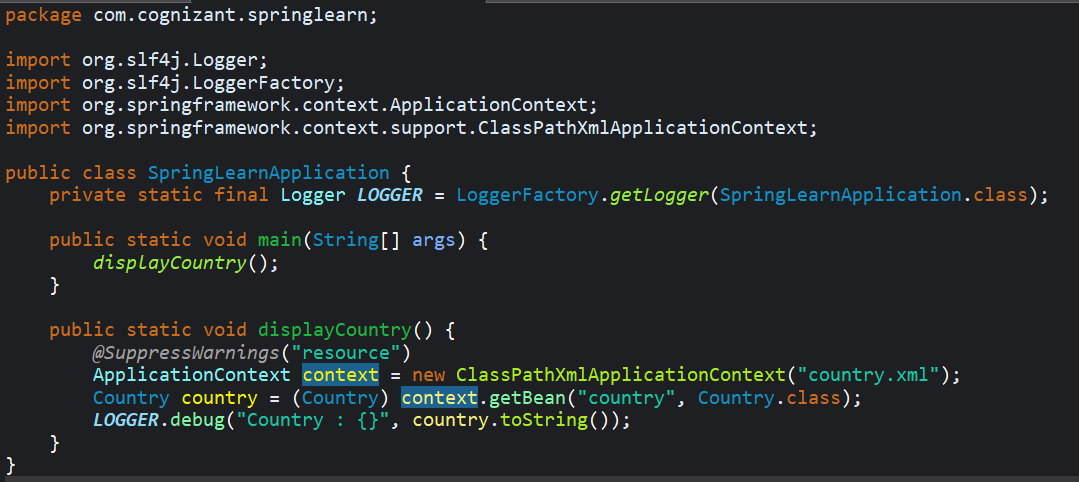 package com.cognizant.springlearn;
import org.slf4j.Logger;
import org.slf4j.LoggerFactory;
import org.springframework.context.ApplicationContext;
import org.springframework.context.support.ClassPathXmlApplicationContext;
public class SpringLearnApplication {
    private static final Logger LOGGER = LoggerFactory.getLogger(SpringLearnApplication.class);
    public static void main(String[] args) {
        displayCountry();
    }
    public static void displayCountry() {
        @SuppressWarnings("resource")
        ApplicationContext context = new ClassPathXmlApplicationContext("country.xml");
        Country country = (Country) context.getBean("country", Country.class);
        LOGGER.debug("Country : {}", country.toString());
    }
}